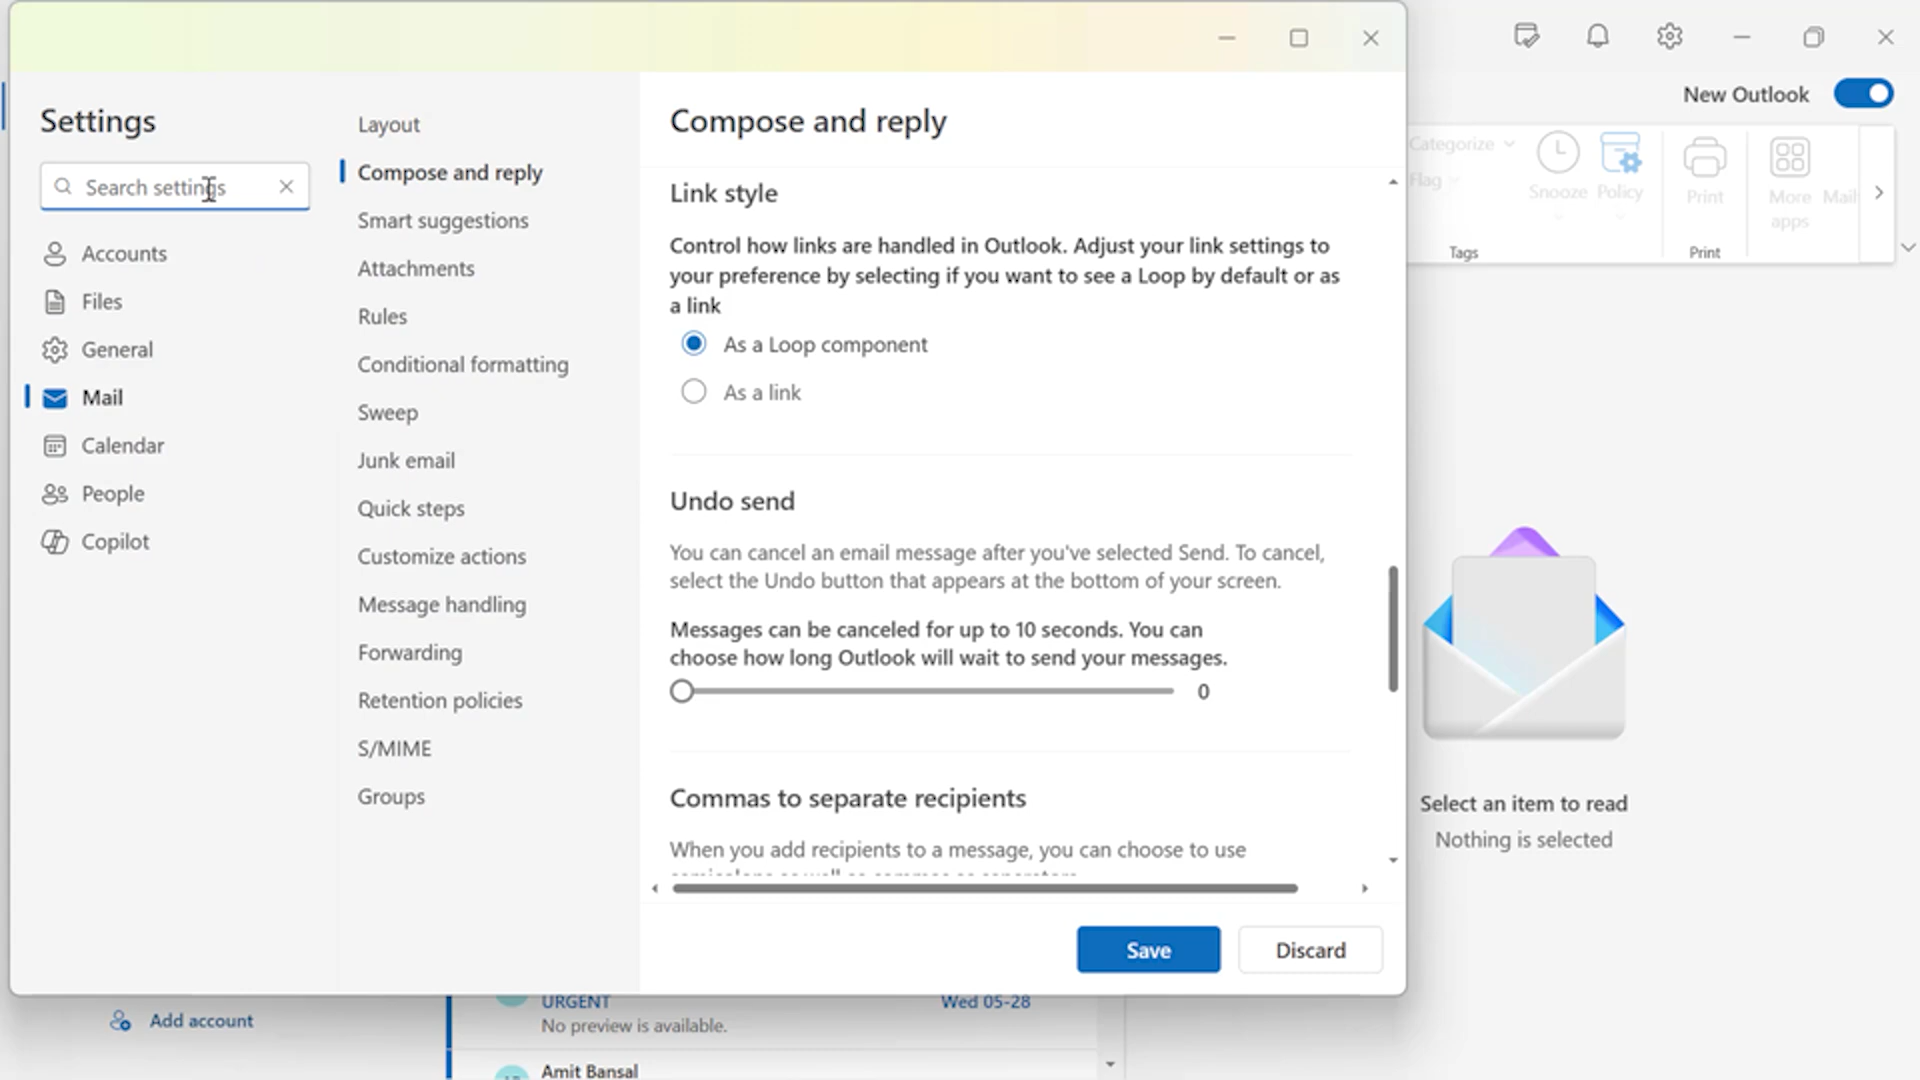 New Outlook
Settings
Search settings
Accounts
Files
General
Mail
Calendar
People
Copilot
Layout
Compose and reply
Smart suggestions
Attachments
Rules
Conditional formatting
Sweep
Junk email
Quick steps
Customize actions
Message handling
Forwarding
Retention policies
S/MIME
Groups
Compose and reply
Link style
Control how links are handled in Outlook. Adjust your link settings to
your preference by selecting if you want to see a Loop by default or as
a link
As a Loop component
As a link
Undo send
You can cancel an email message after you've selected Send. To cancel,
select the Undo button that appears at the bottom of your screen.
Messages can be canceled for up to 10 seconds. You can
choose how long Outlook will wait to send your messages.
0
Commas to separate recipients
When you add recipients to a message, you can choose to use
semicolons as well as commas as separators.
Save
Discard
Categorize
Flag
Snooze
Policy
Tags
Print
Print
More
apps
Mail
Select an item to read
Nothing is selected
Add account
URGENT
Wed 05-28
No preview is available.
Amit Bansal